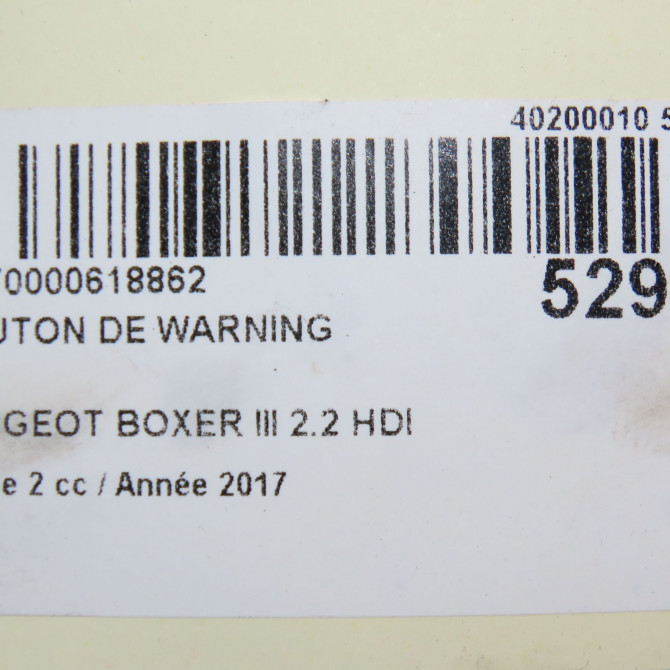 40200010 5
70000618862
529
UTON DE WARNING
GEOT BOXER III 2.2 HDI
e 2 cc / Année 2017